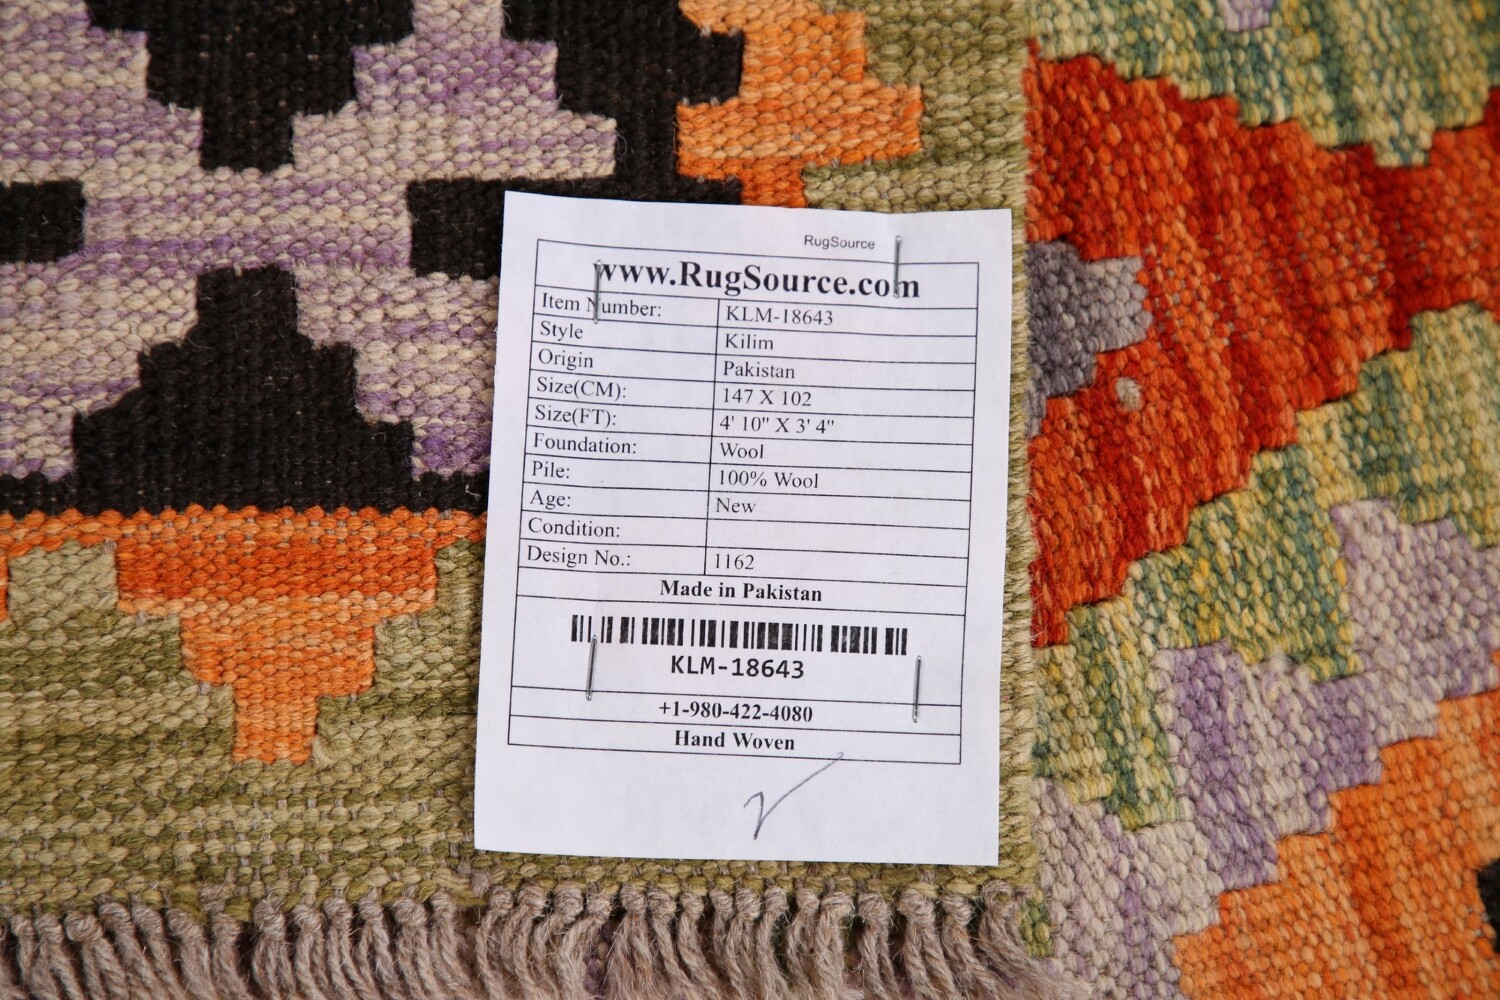 RugSource
www.RugSource.com
Item Number: KLM-18643
Style Kilim
Origin Pakistan
Size(CM): 147 X 102
Size(FT): 4' 10" X 3' 4"
Foundation: Wool
Pile: 100% Wool
Age: New
Condition:
Design No.: 1162
Made in Pakistan
KLM-18643
+1-980-422-4080
Hand Woven